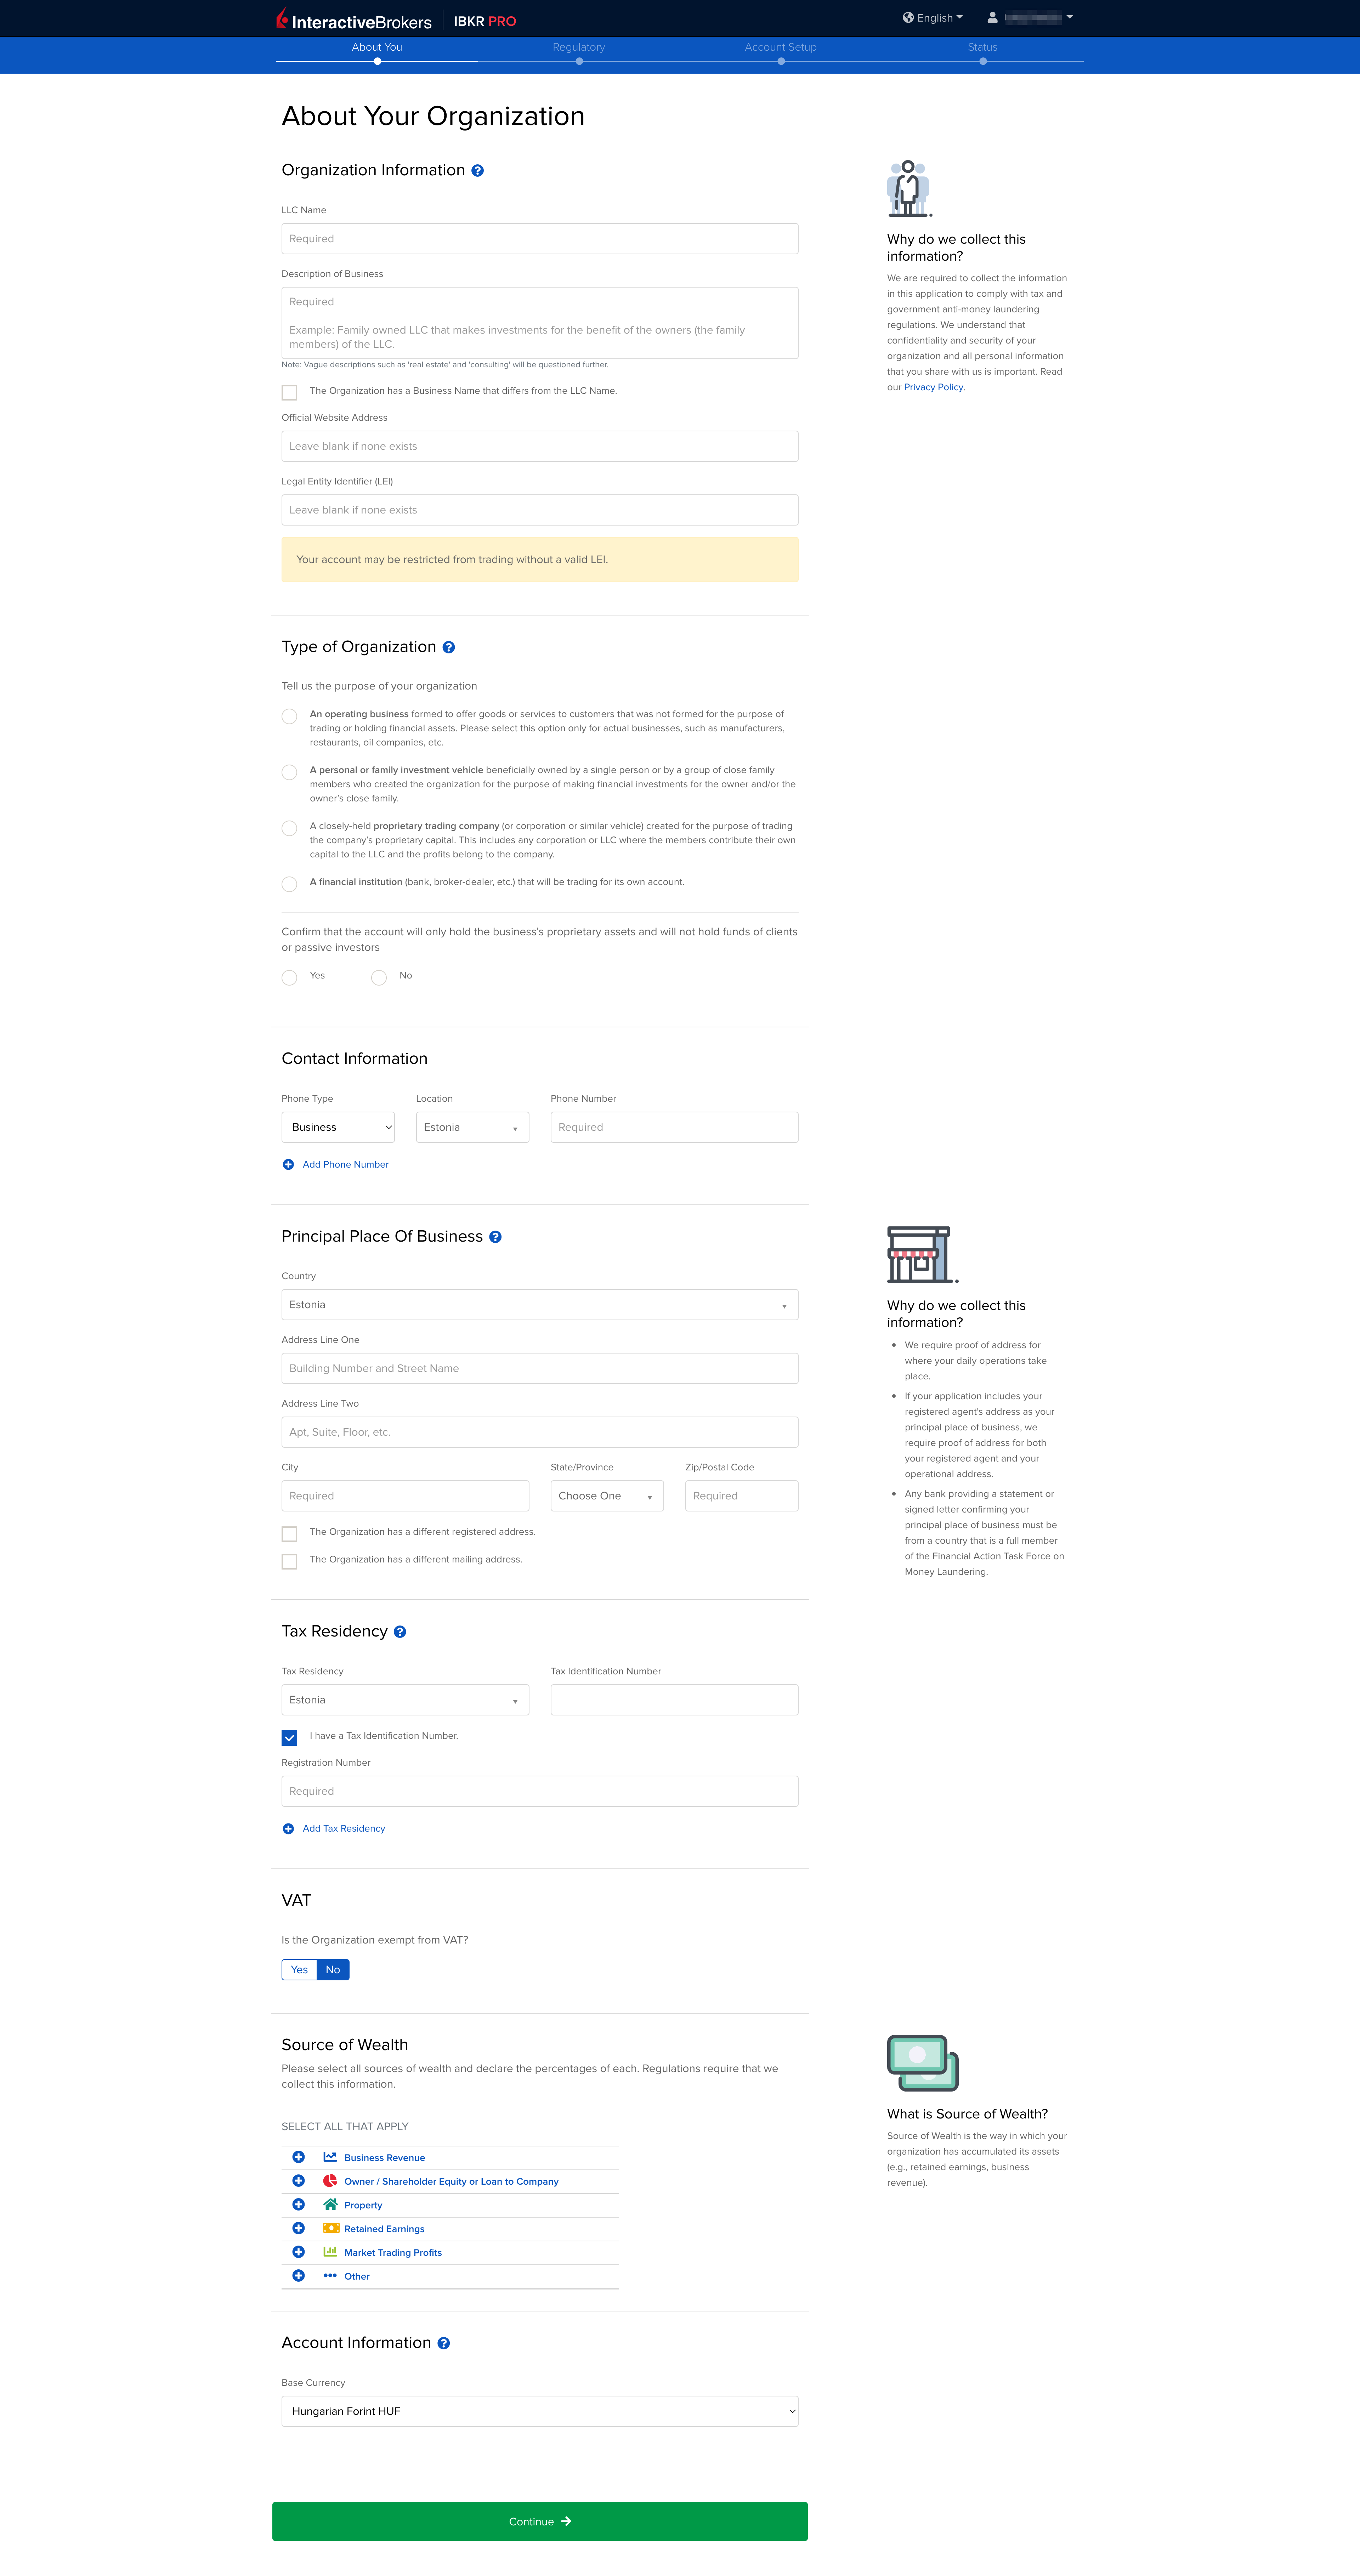 InteractiveBrokers IBKR PRO English
About You Regulatory Account Setup Status
About Your Organization
Organization Information
LLC Name
Required
Description of Business
Required
Example: Family owned LLC that makes investments for the benefit of the owners (the family
members) of the LLC.
Note: Vague descriptions such as 'real estate' and 'consulting' will be questioned further.
The Organization has a Business Name that differs from the LLC Name.
Official Website Address
Leave blank if none exists
Legal Entity Identifier (LEI)
Leave blank if none exists
Your account may be restricted from trading without a valid LEI.
Why do we collect this
information?
We are required to collect the information
in this application to comply with tax and
government anti-money laundering
regulations. We understand that
confidentiality and security of your
organization and all personal information
that you share with us is important. Read
our Privacy Policy.
Type of Organization
Tell us the purpose of your organization
An operating business formed to offer goods or services to customers that was not formed for the purpose of
trading or holding financial assets. Please select this option only for actual businesses, such as manufacturers,
restaurants, oil companies, etc.
A personal or family investment vehicle beneficially owned by a single person or by a group of close family
members who created the organization for the purpose of making financial investments for the owner and/or the
owner's close family.
A closely-held proprietary trading company (or corporation or similar vehicle) created for the purpose of trading
the company's proprietary capital. This includes any corporation or LLC where the members contribute their own
capital to the LLC and the profits belong to the company.
A financial institution (bank, broker-dealer, etc.) that will be trading for its own account.
Confirm that the account will only hold the business's proprietary assets and will not hold funds of clients
or passive investors
Yes No
Contact Information
Phone Type Location Phone Number
Business Estonia Required
Add Phone Number
Principal Place Of Business
Country
Estonia
Address Line One
Building Number and Street Name
Address Line Two
Apt, Suite, Floor, etc.
City State/Province Zip/Postal Code
Required Choose One Required
The Organization has a different registered address.
The Organization has a different mailing address.
Why do we collect this
information?
We require proof of address for
where your daily operations take
place.
If your application includes your
registered agent's address as your
principal place of business, we
require proof of address for both
your registered agent and your
operational address.
Any bank providing a statement or
signed letter confirming your
principal place of business must be
from a country that is a full member
of the Financial Action Task Force on
Money Laundering.
Tax Residency
Tax Residency Tax Identification Number
Estonia
I have a Tax Identification Number.
Registration Number
Required
Add Tax Residency
VAT
Is the Organization exempt from VAT?
Yes No
Source of Wealth
Please select all sources of wealth and declare the percentages of each. Regulations require that we
collect this information.
SELECT ALL THAT APPLY
Business Revenue
Owner / Shareholder Equity or Loan to Company
Property
Retained Earnings
Market Trading Profits
Other
What is Source of Wealth?
Source of Wealth is the way in which your
organization has accumulated its assets
(e.g., retained earnings, business
revenue).
Account Information
Base Currency
Hungarian Forint HUF
Continue